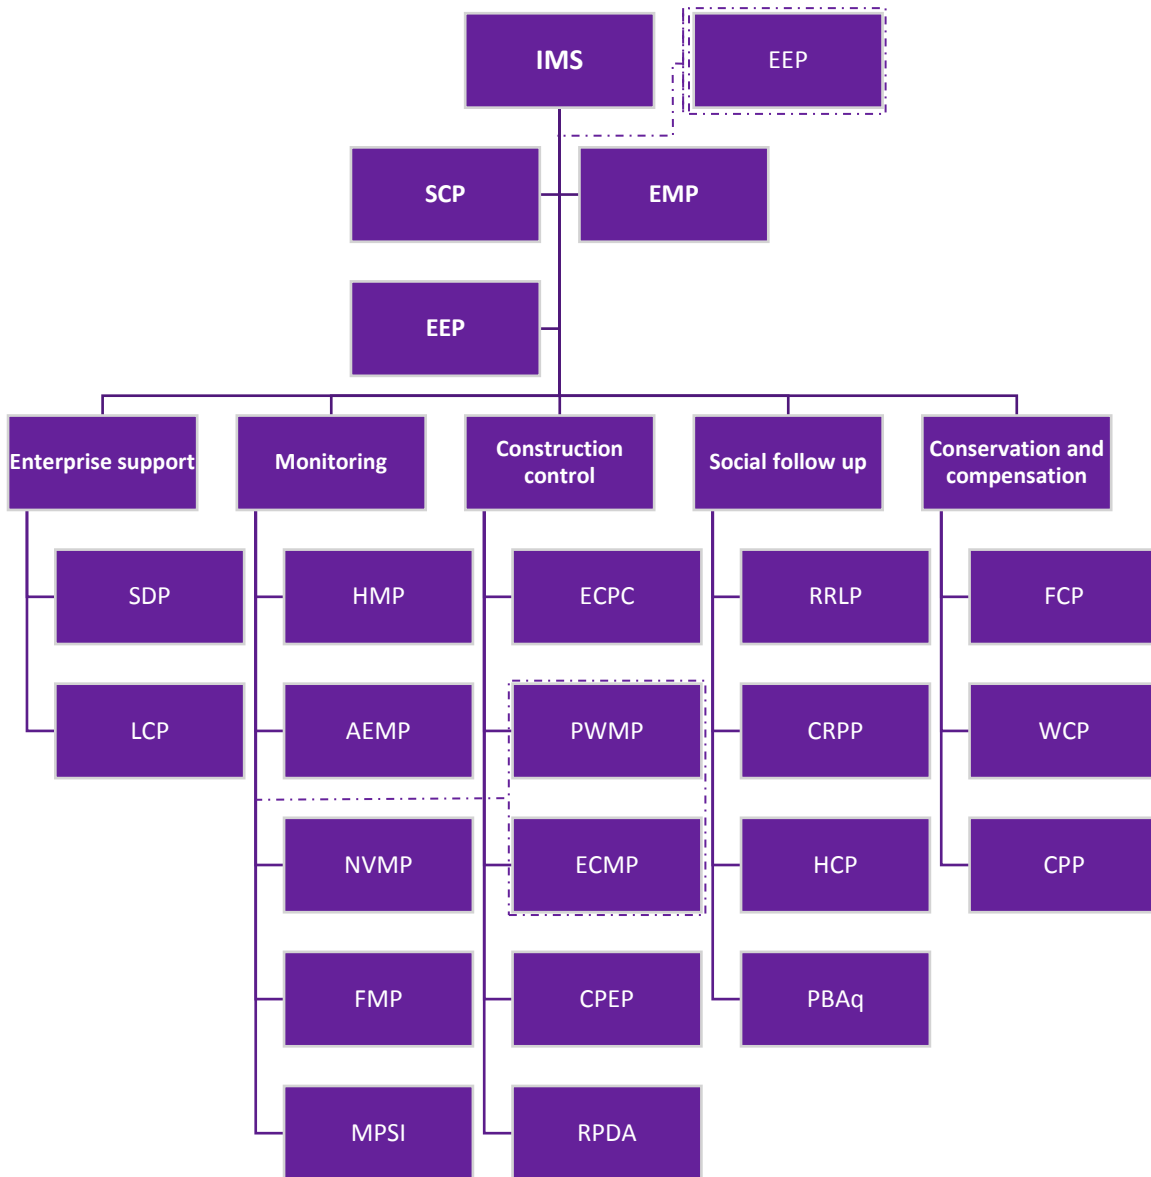 IMS
EEP
SCP
EMP
EEP
Enterprise support
Monitoring
Construction
control
Social follow up
Conservation and
compensation
SDP
HMP
ECPC
RRLP
FCP
LCP
AEMP
PWMP
CRPP
WCP
NVMP
ECMP
HCP
CPP
FMP
CPEP
PBAq
MPSI
RPDA